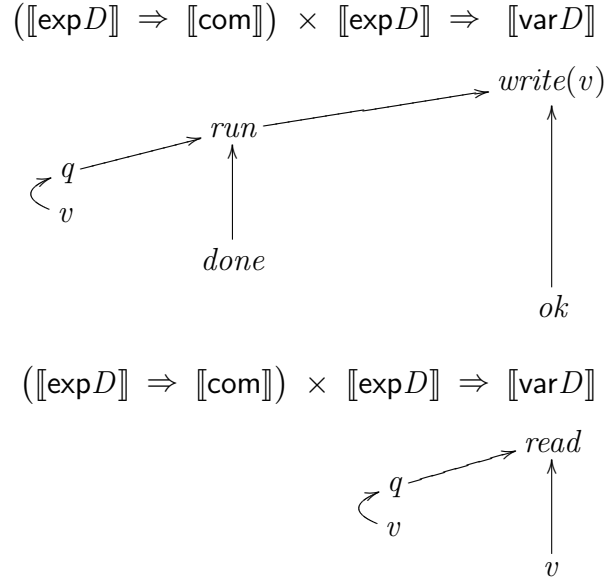 (⟦expD⟧ ⇒ ⟦com⟧) × ⟦expD⟧ ⇒ ⟦varD⟧
write(v)
run
q
v
done
ok
(⟦expD⟧ ⇒ ⟦com⟧) × ⟦expD⟧ ⇒ ⟦varD⟧
read
q
v
v